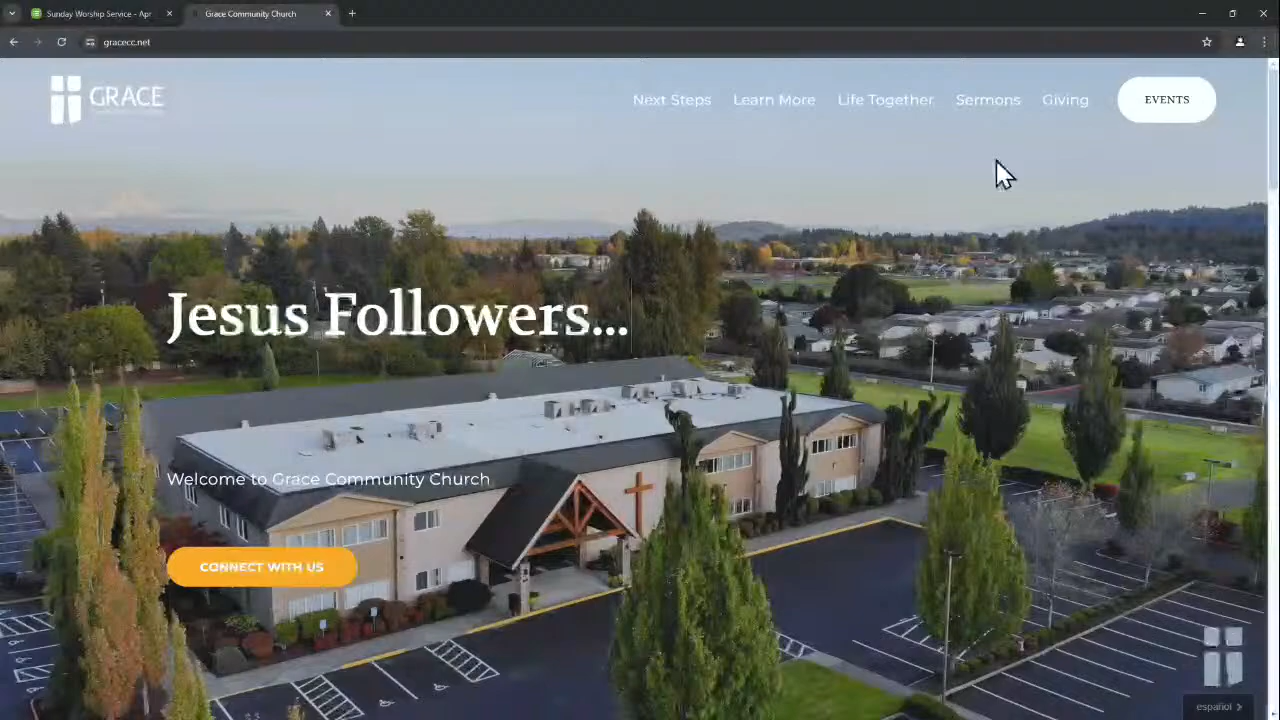 Sunday Worship Service - Apr
Grace Community Church
gracecc.net
GRACE
Next Steps
Learn More
Life Together
Sermons
Giving
EVENTS
Jesus Followers...
Welcome to Grace Community Church
CONNECT WITH US
español